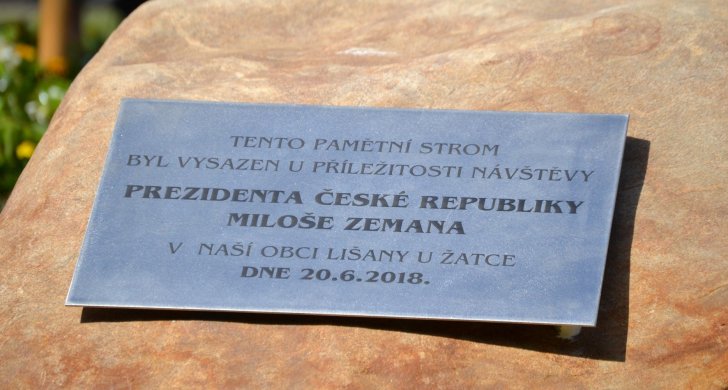 TENTO PAMĚTNÍ STROM
BYL VYSAZEN U PŘÍLEŽITOSTI NÁVŠTĚVY
PREZIDENTA ČESKÉ REPUBLIKY
MILOŠE ZEMANA
V NAŠÍ OBCI LIŠANY U ŽATCE
DNE 20.6.2018.